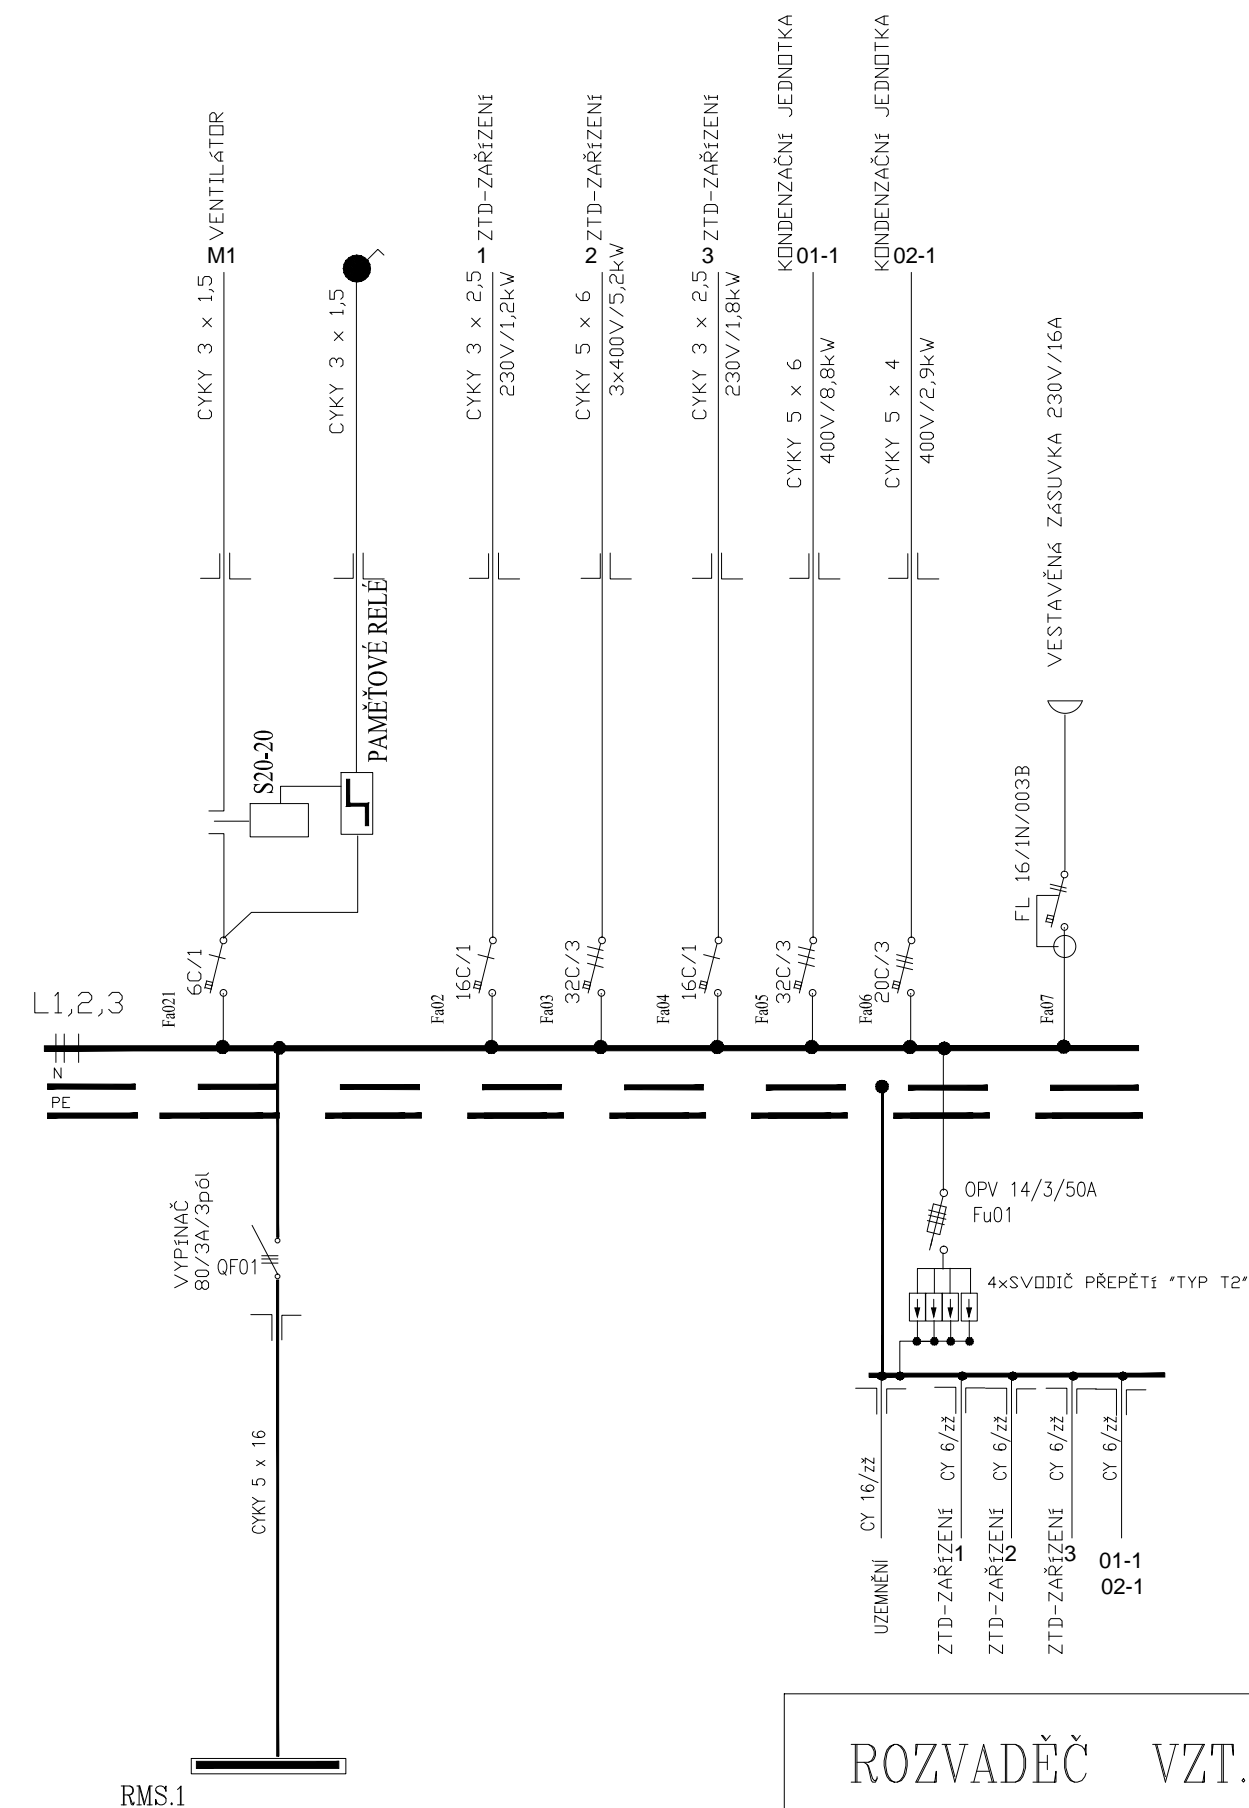 VENTILÁTOR
M1
CYKY 3 x 1,5
CYKY 3 x 1,5
ZTD-ZAŘÍZENÍ
1
CYKY 3 x 2,5
230V/1,2kW
ZTD-ZAŘÍZENÍ
2
CYKY 5 x 6
3x400V/5,2kW
ZTD-ZAŘÍZENÍ
3
CYKY 3 x 2,5
230V/1,8kW
KONDENZAČNÍ JEDNOTKA
01-1
CYKY 5 x 6
400V/8,8kW
KONDENZAČNÍ JEDNOTKA
02-1
CYKY 5 x 4
400V/2,9kW
VESTAVĚNÁ ZÁSUVKA 230V/16A
S20-20
PAMĚŤOVÉ RELÉ
FL 16/1N/003B
6C/1
16C/1
32C/3
16C/1
32C/3
20C/3
Fa021
Fa02
Fa03
Fa04
Fa05
Fa06
Fa07
L1,2,3
N
PE
VYPÍNAČ
80/3A/3pól
QF01
OPV 14/3/50A
Fu01
4xSVODIČ PŘEPĚTÍ "TYP T2"
CYKY 5 x 16
CY 16/zž
CY 6/zž
CY 6/zž
CY 6/zž
CY 6/zž
UZEMNĚNÍ
ZTD-ZAŘÍZENÍ
1
ZTD-ZAŘÍZENÍ
2
ZTD-ZAŘÍZENÍ
3
01-1
02-1
RMS.1
ROZVADĚČ VZT.